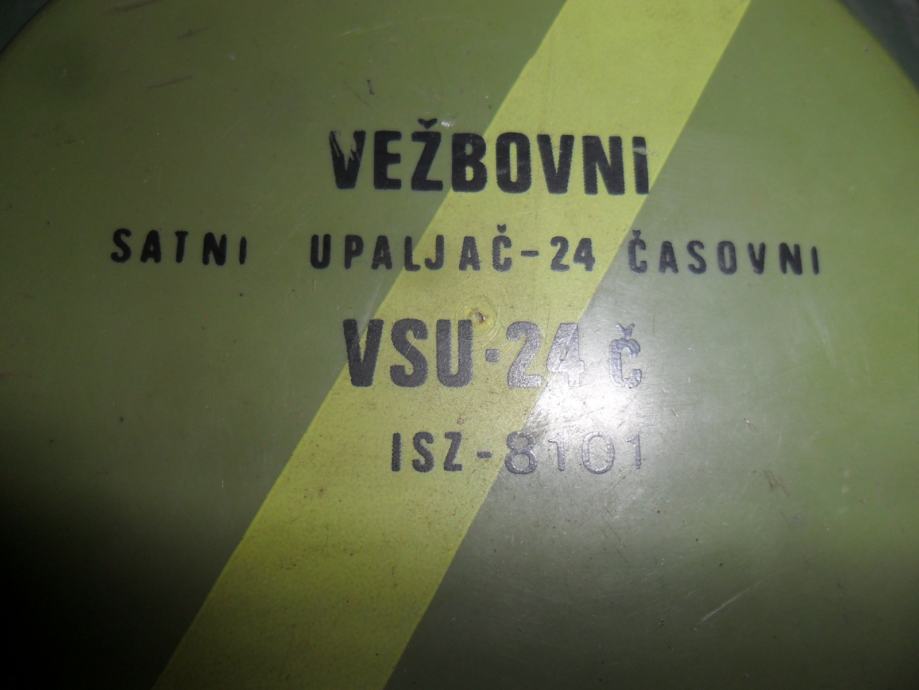 VEŽBOVNI
SATNI UPALJAČ-24 ČASOVNI
VSU-24 Č
ISZ-8101